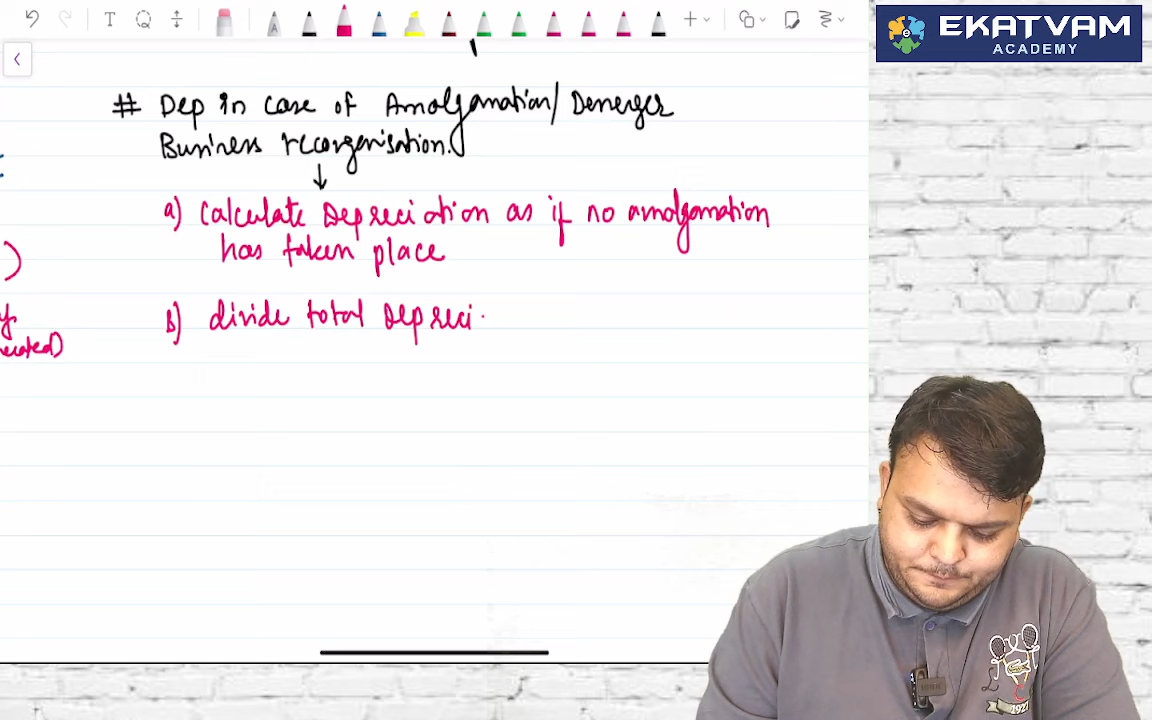 EKATVAM
ACADEMY
# Dep in case of Amalgamation/Demerger
Business reorganisation.
a) Calculate Depreciation as if no amalgamation
has taken place
b) divide total Depreci
1927